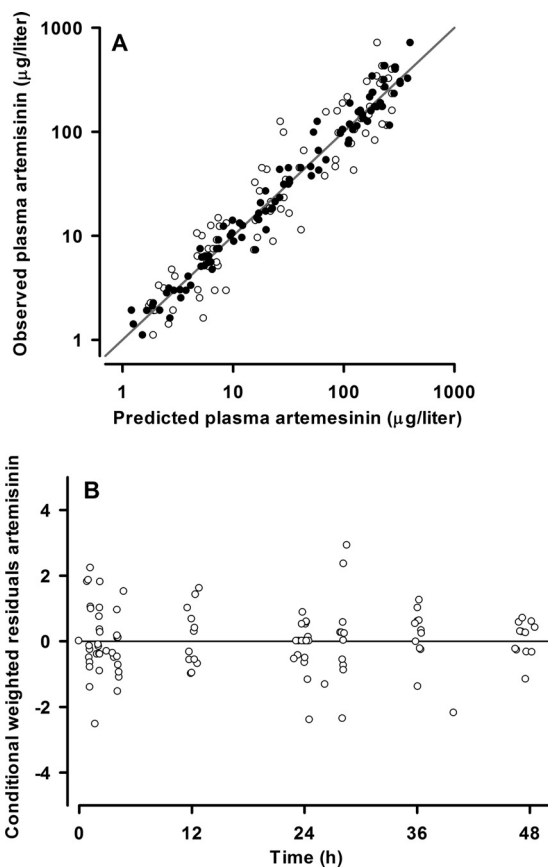 A
1000
100
10
1
Observed plasma artemisinin (μg/liter)
1 10 100 1000
Predicted plasma artemesinin (μg/liter)
B
4
2
0
-2
-4
Conditional weighted residuals artemisinin
0 12 24 36 48
Time (h)